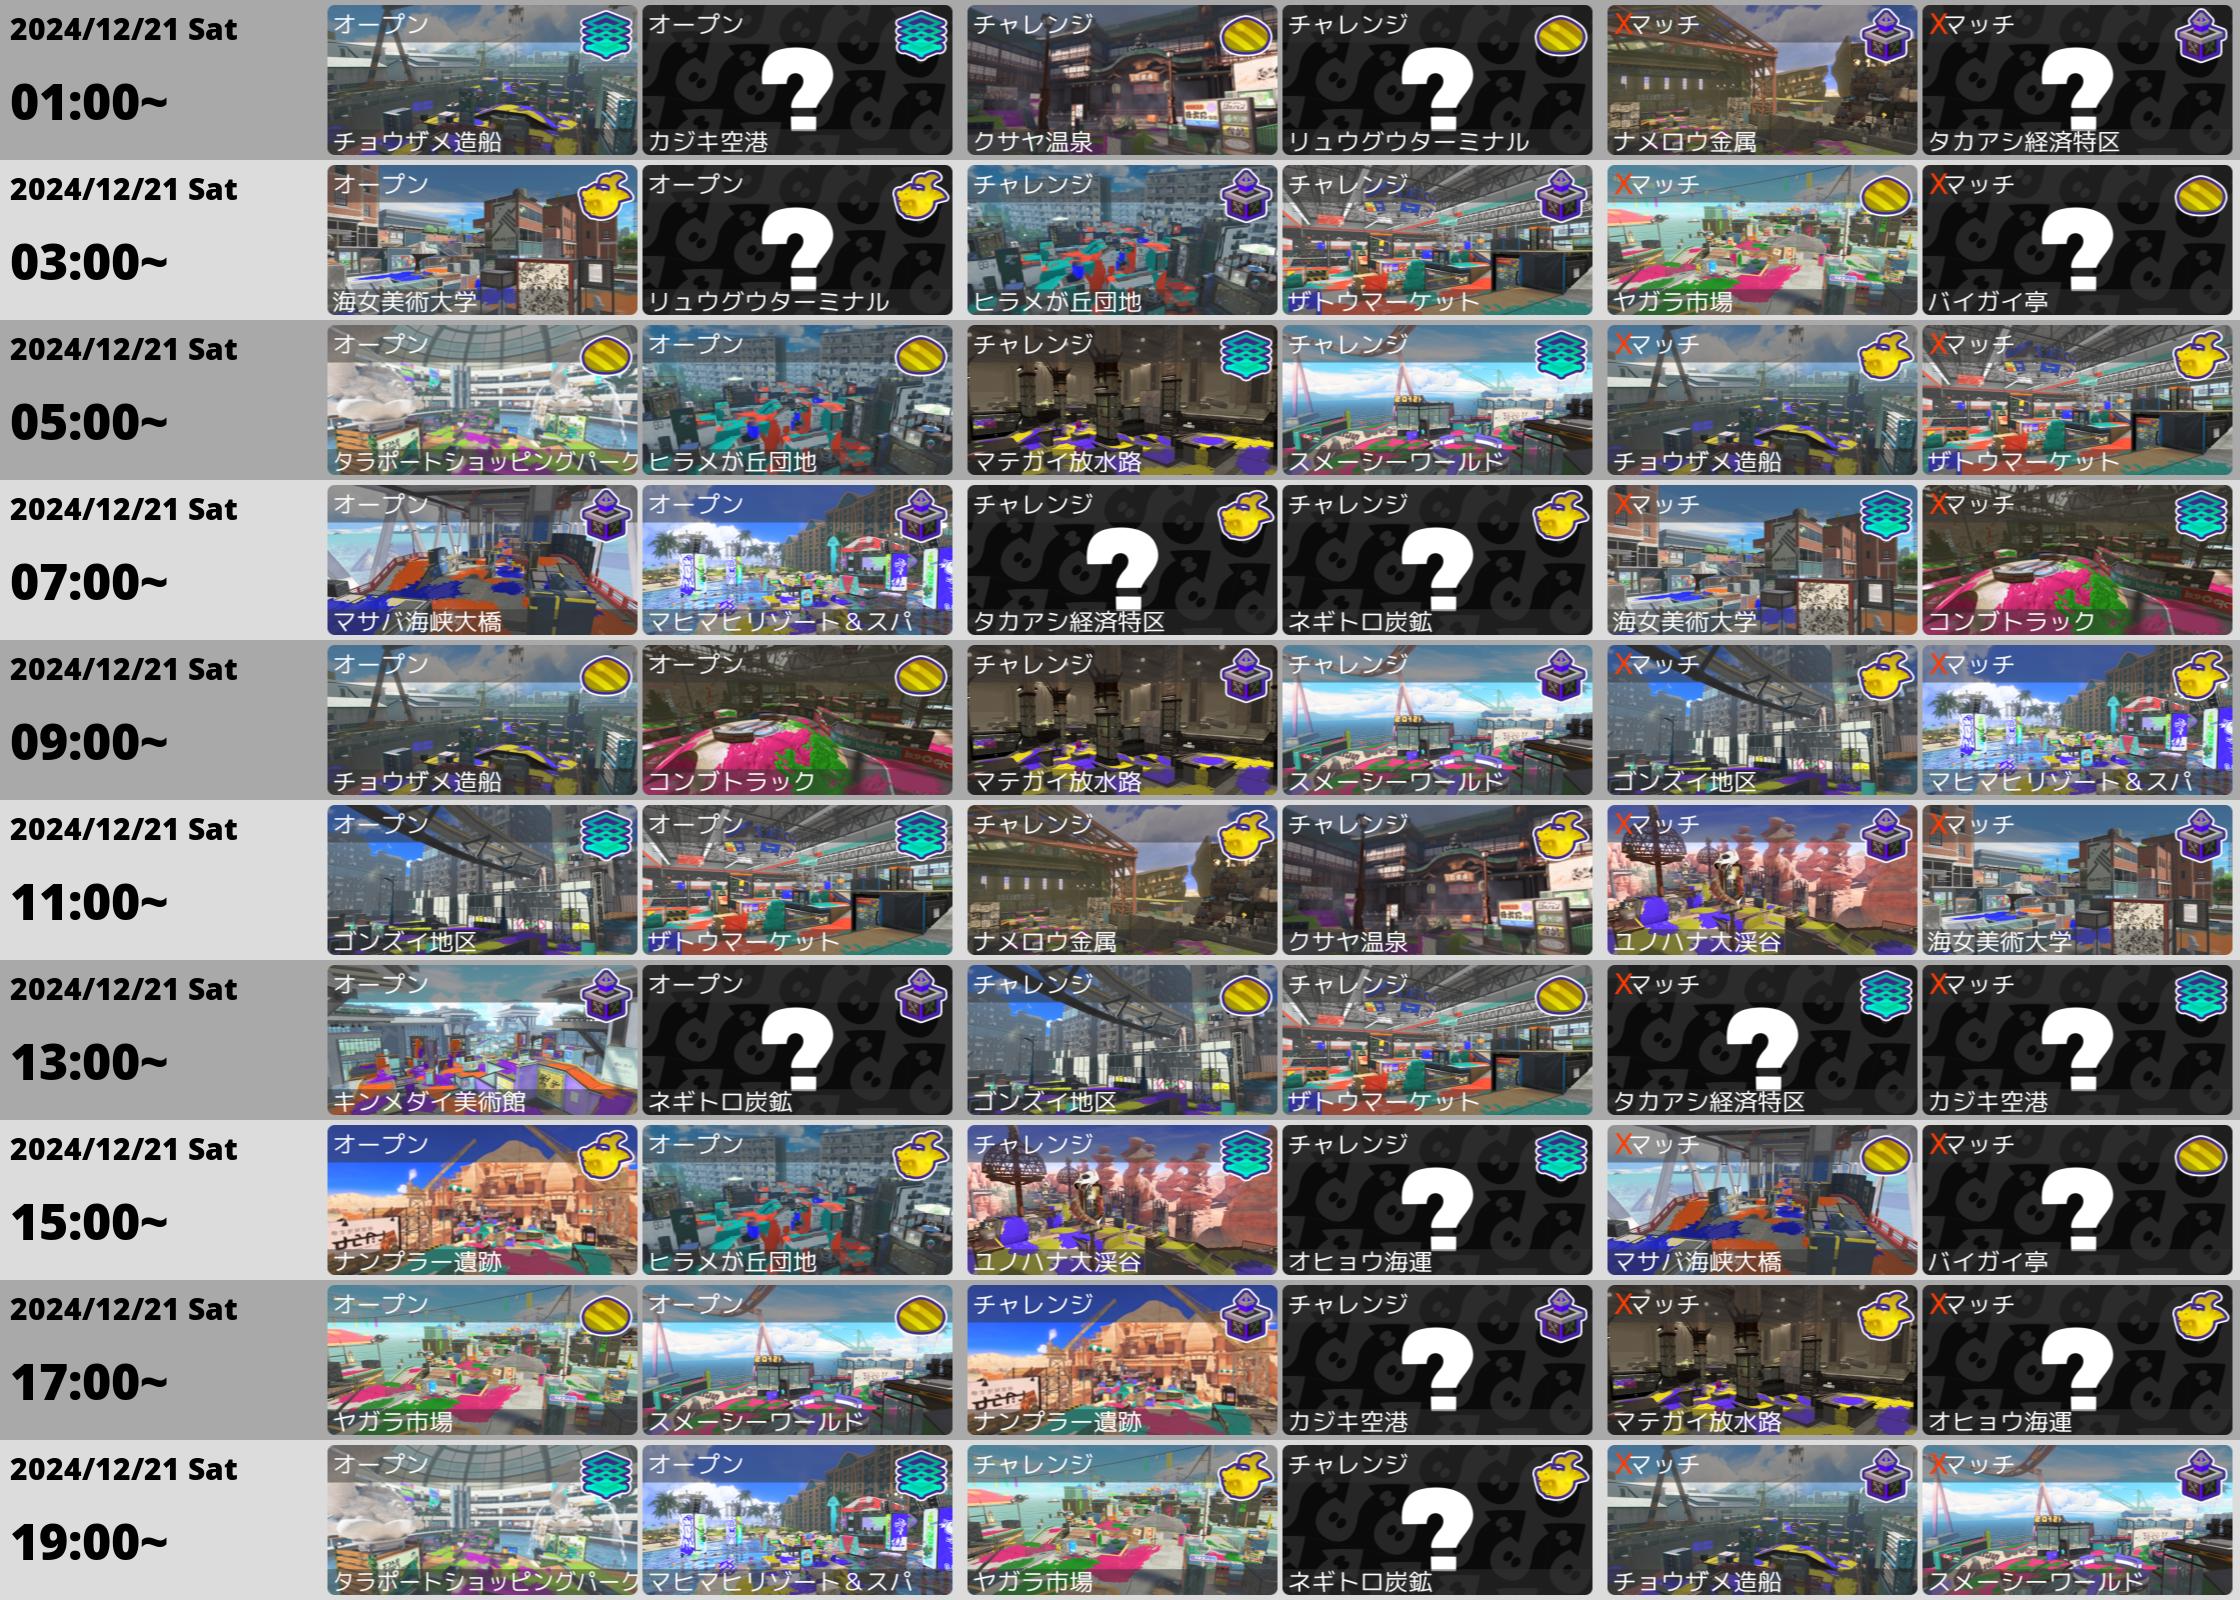 2024/12/21 Sat
01:00~
オープン
チョウザメ造船
オープン
カジキ空港
チャレンジ
クサヤ温泉
チャレンジ
リュウグウターミナル
Xマッチ
ナメロウ金属
Xマッチ
タカアシ経済特区
2024/12/21 Sat
03:00~
オープン
海女美術大学
オープン
リュウグウターミナル
チャレンジ
ヒラメが丘団地
チャレンジ
ザトウマーケット
Xマッチ
ヤガラ市場
Xマッチ
バイガイ亭
2024/12/21 Sat
05:00~
オープン
タラポートショッピングパーク
オープン
ヒラメが丘団地
チャレンジ
マテガイ放水路
チャレンジ
スメーシーワールド
Xマッチ
チョウザメ造船
Xマッチ
ザトウマーケット
2024/12/21 Sat
07:00~
オープン
マサバ海峡大橋
オープン
マヒマヒリゾート＆スパ
チャレンジ
タカアシ経済特区
チャレンジ
ネギトロ炭鉱
Xマッチ
海女美術大学
Xマッチ
コンブトラック
2024/12/21 Sat
09:00~
オープン
チョウザメ造船
オープン
コンブトラック
チャレンジ
マテガイ放水路
チャレンジ
スメーシーワールド
Xマッチ
ゴンズイ地区
Xマッチ
マヒマヒリゾート＆スパ
2024/12/21 Sat
11:00~
オープン
ゴンズイ地区
オープン
ザトウマーケット
チャレンジ
ナメロウ金属
チャレンジ
クサヤ温泉
Xマッチ
ユノハナ大渓谷
Xマッチ
海女美術大学
2024/12/21 Sat
13:00~
オープン
キンメダイ美術館
オープン
ネギトロ炭鉱
チャレンジ
ゴンズイ地区
チャレンジ
ザトウマーケット
Xマッチ
タカアシ経済特区
Xマッチ
カジキ空港
2024/12/21 Sat
15:00~
オープン
ナンプラー遺跡
オープン
ヒラメが丘団地
チャレンジ
ユノハナ大渓谷
チャレンジ
オヒョウ海運
Xマッチ
マサバ海峡大橋
Xマッチ
バイガイ亭
2024/12/21 Sat
17:00~
オープン
ヤガラ市場
オープン
スメーシーワールド
チャレンジ
ナンプラー遺跡
チャレンジ
カジキ空港
Xマッチ
マテガイ放水路
Xマッチ
オヒョウ海運
2024/12/21 Sat
19:00~
オープン
タラポートショッピングパーク
オープン
マヒマヒリゾート＆スパ
チャレンジ
ヤガラ市場
チャレンジ
ネギトロ炭鉱
Xマッチ
チョウザメ造船
Xマッチ
スメーシーワールド